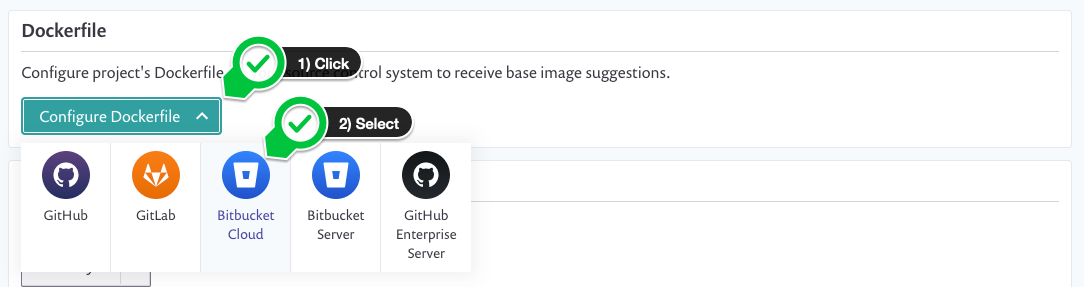 Dockerfile
1) Click
Configure project's Dockerfile control system to receive base image suggestions.
Configure Dockerfile
2) Select
GitHub
GitLab
Bitbucket
Cloud
Bitbucket
Server
GitHub
Enterprise
Server